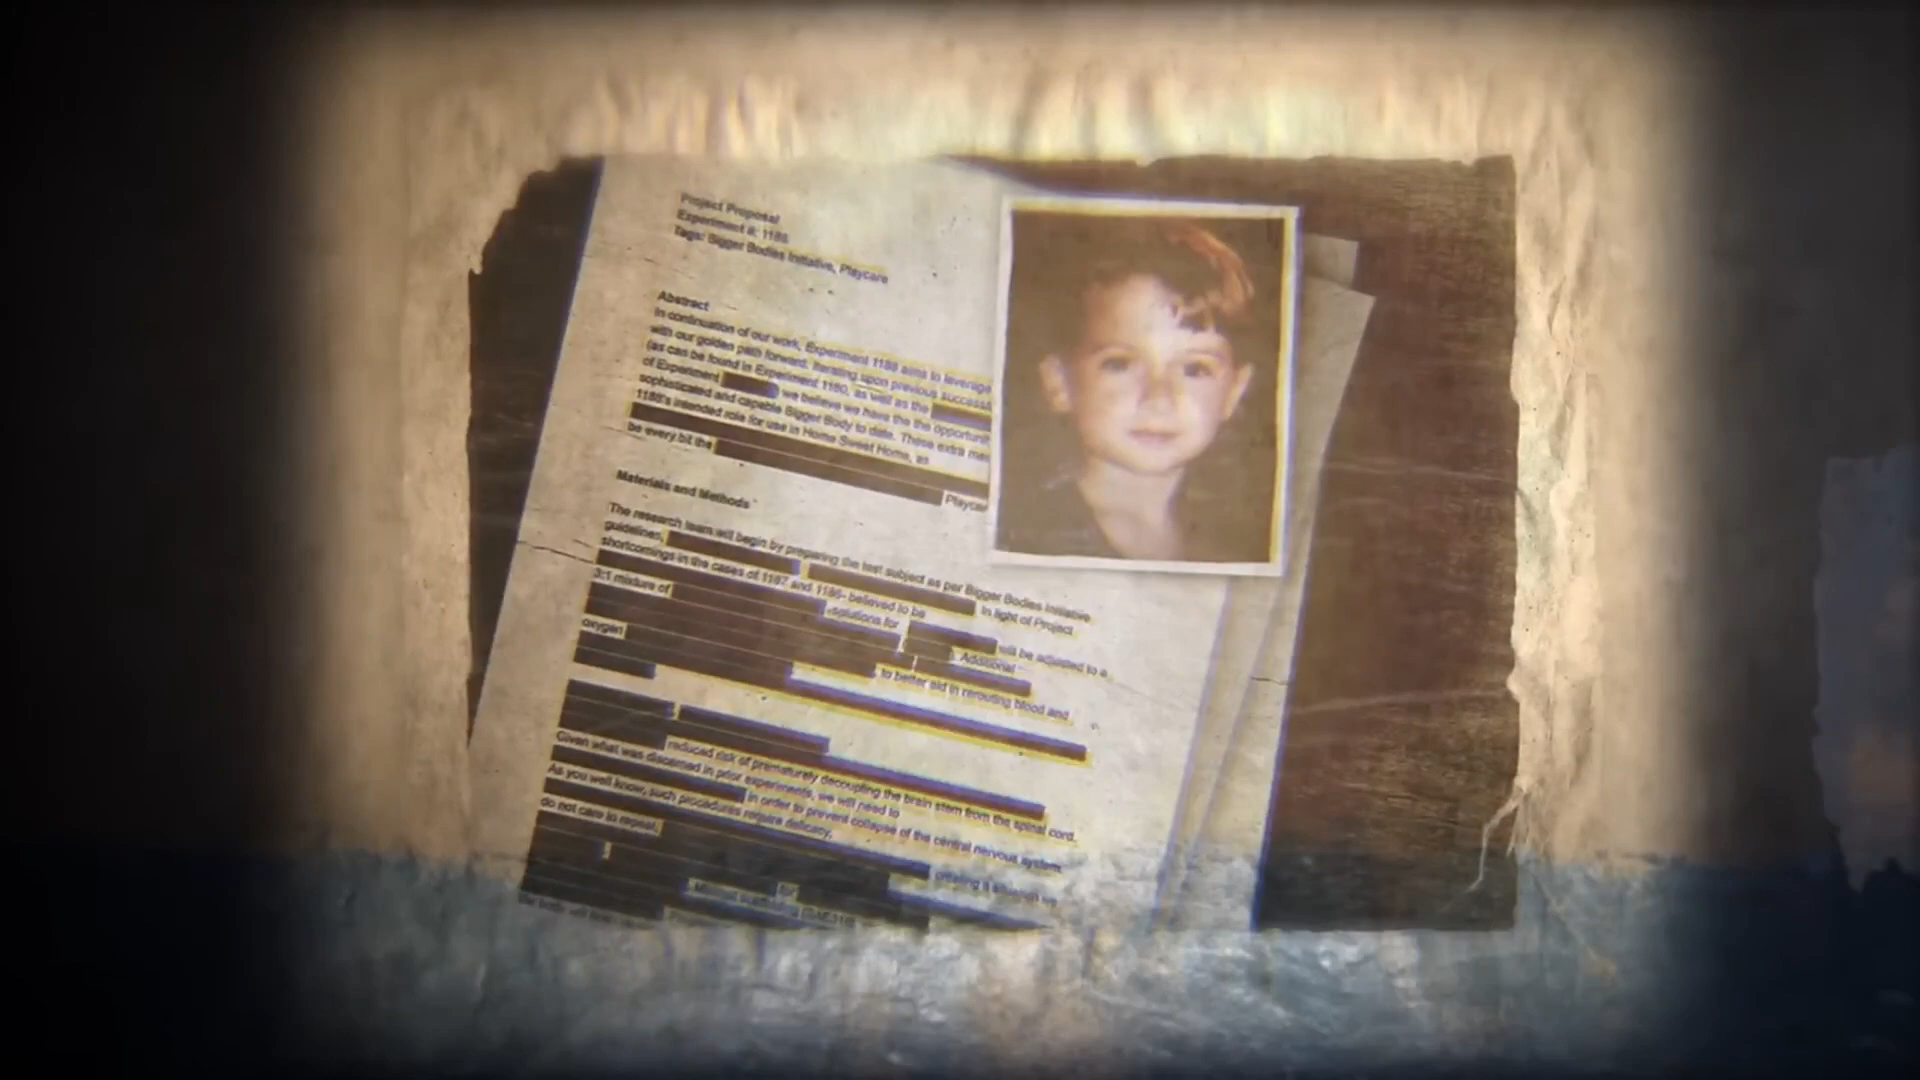 Project Proposal
Experiment #: 1188
Tags: Bigger Bodies Initiative, Playcare
Abstract
In continuation of our work, Experiment 1188 aims to leverage
with our golden path forward. Iterating upon previous success
(as can be found in Experiment 1180, as well as the
of Experiment we believe we have the the opportunity
sophisticated and capable Bigger Body to date. These extra
1188's intended role for use in Home Sweet Home, as
be every bit the
Playcare
Materials and Methods
The research team will begin by preparing the test subject as per Bigger Bodies Initiative
guidelines, In light of Project
shortcomings in the cases of 1187 and 1186- believed to be
3:1 mixture of solutions for will be adjusted to a
Additional
oxygen , to better aid in rerouting blood and
reduced risk of prematurely decoupling the brain stem from the spinal cord.
Given what was discerned in prior experiments, we will need to
in order to prevent collapse of the central nervous system.
As you well know, such procedures require delicacy,
creating a situation we
do not care to repeat.
for